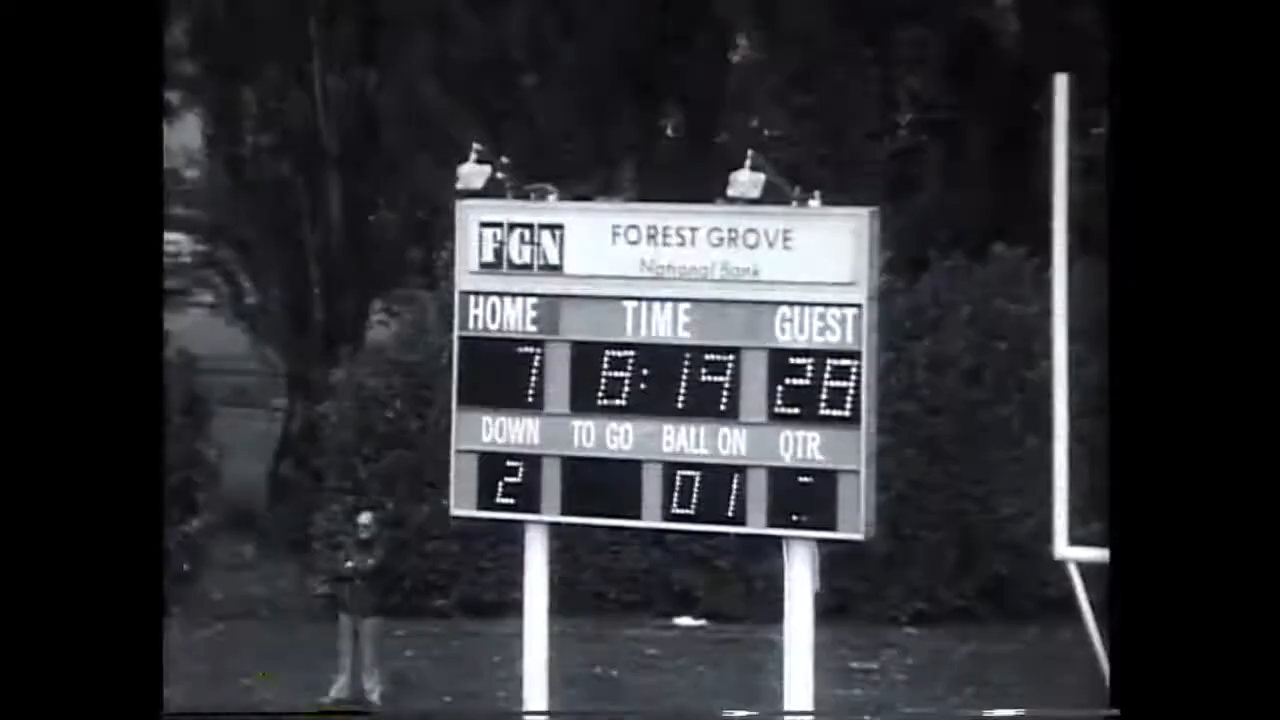 FGN FOREST GROVE
National Bank
HOME TIME GUEST
7 8:19 28
DOWN TO GO BALL ON QTR
2 01